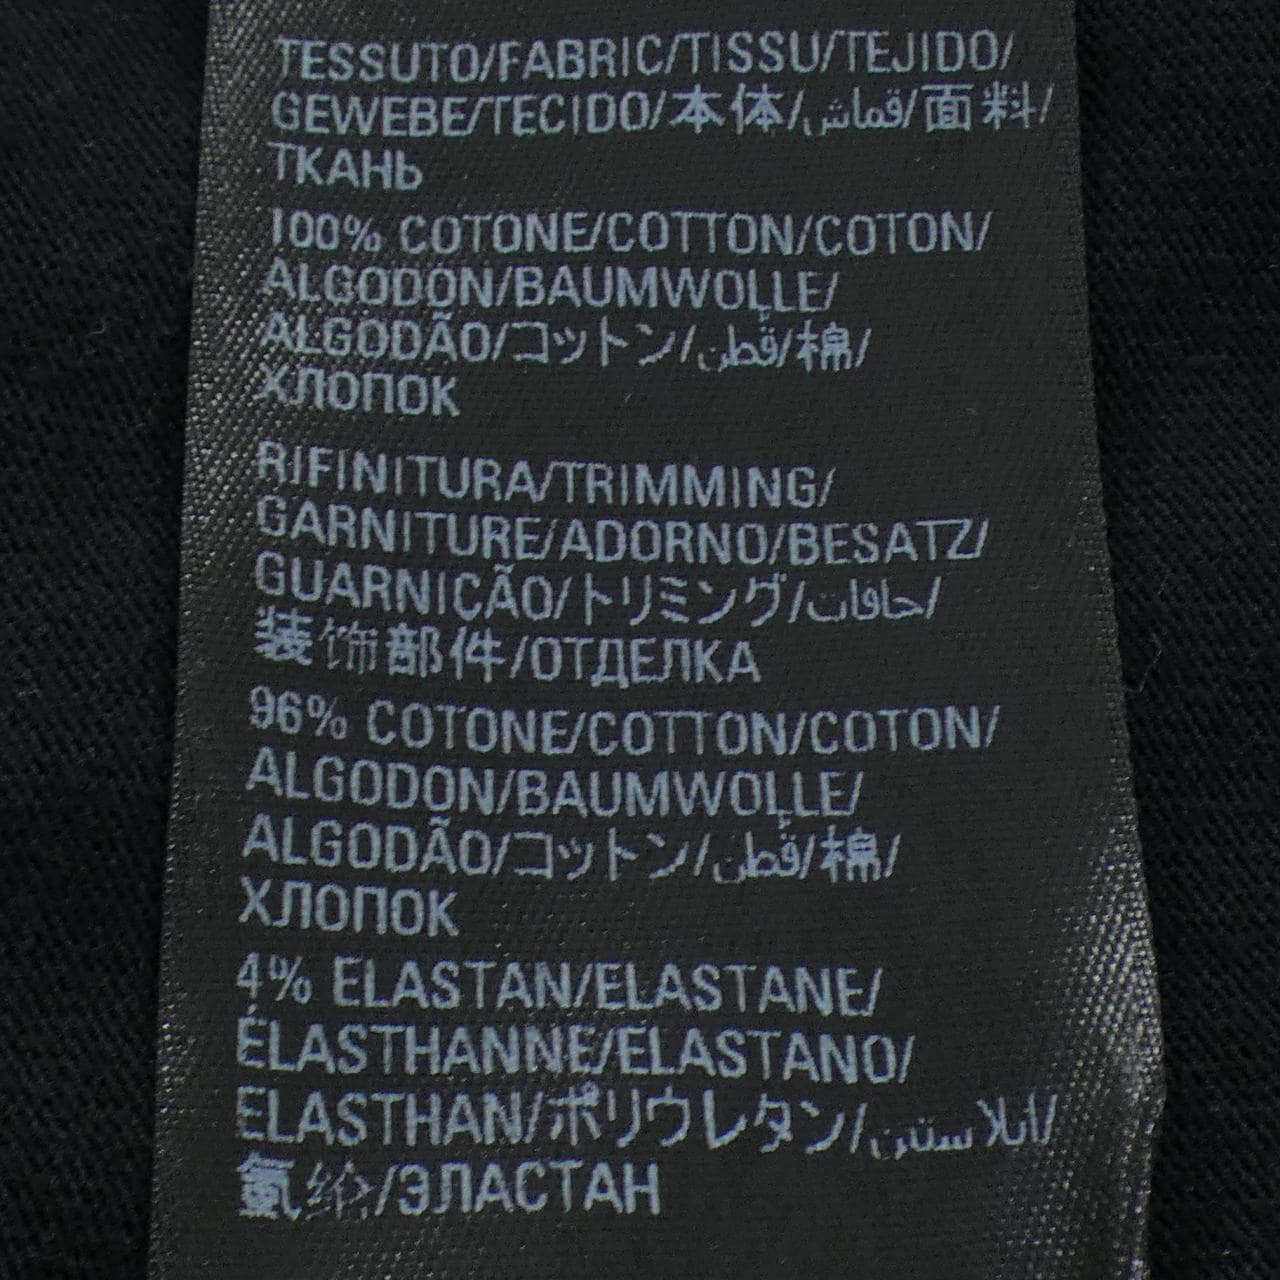 TESSUTO/FABRIC/TISSU/TEJIDO/
GEWEBE/TECIDO/本体/قماش/面料/
ТКАНЬ
100% COTONE/COTTON/COTON/
ALGODON/BAUMWOLLE/
ALGODÃO/コットン/قطن/棉/
ХЛОПОК
RIFINITURA/TRIMMING/
GARNITURE/ADORNO/BESATZ/
GUARNIÇÃO/トリミング/حافات/
装饰部件/ОТДЕЛКА
96% COTONE/COTTON/COTON/
ALGODON/BAUMWOLLE/
ALGODÃO/コットン/قطن/棉/
ХЛОПОК
4% ELASTAN/ELASTANE/
ÉLASTHANNE/ELASTANO/
ELASTHAN/ポリウレタン/انلاستين/
氨纶/ЭЛАСТАН